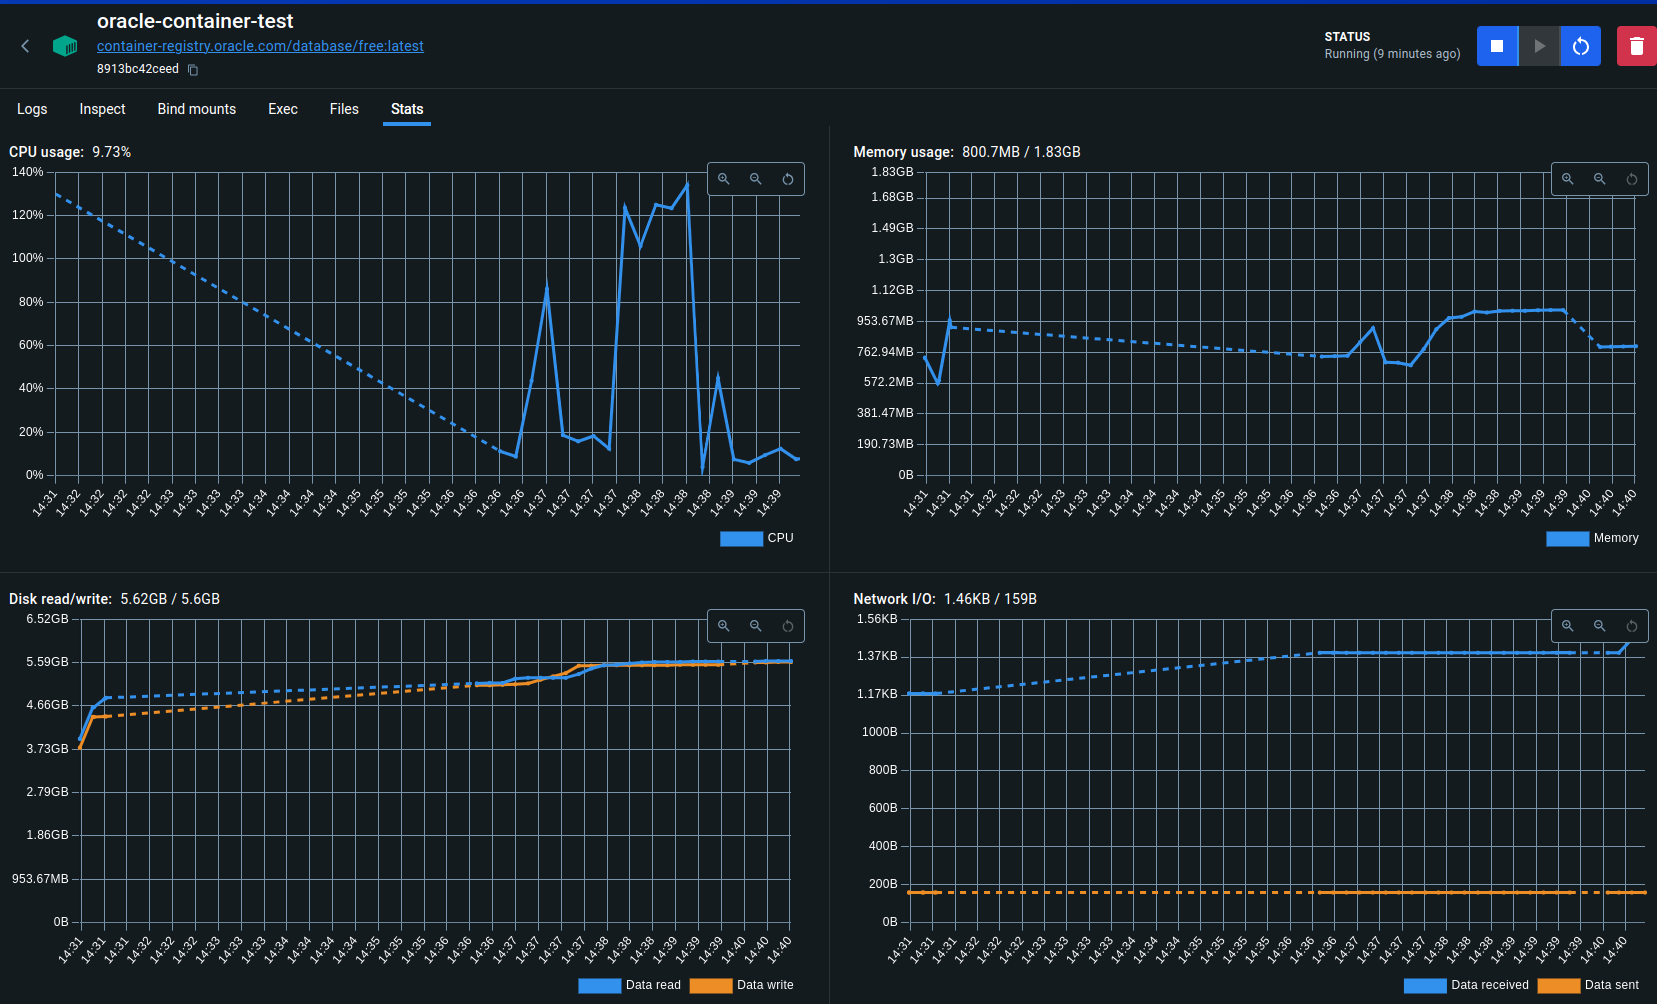 oracle-container-test
container-registry.oracle.com/database/free:latest
8913bc42ceed
STATUS
Running (9 minutes ago)
Logs Inspect Bind mounts Exec Files Stats
CPU usage: 9.73%
140%
120%
100%
80%
60%
40%
20%
0%
14:31 14:32 14:32 14:32 14:32 14:33 14:33 14:33 14:33 14:34 14:34 14:34 14:34 14:35 14:35 14:35 14:35 14:36 14:36 14:36 14:36 14:37 14:37 14:37 14:37 14:38 14:38 14:38 14:38 14:39 14:39 14:39
CPU
Memory usage: 800.7MB / 1.83GB
1.83GB
1.68GB
1.49GB
1.3GB
1.12GB
953.67MB
762.94MB
572.2MB
381.47MB
190.73MB
0B
14:31 14:31 14:31 14:32 14:32 14:32 14:33 14:33 14:33 14:34 14:34 14:34 14:34 14:35 14:35 14:35 14:36 14:36 14:36 14:37 14:37 14:37 14:37 14:38 14:38 14:38 14:39 14:39 14:39 14:40 14:40 14:40
Memory
Disk read/write: 5.62GB / 5.6GB
6.52GB
5.59GB
4.66GB
3.73GB
2.79GB
1.86GB
953.67MB
0B
14:31 14:31 14:31 14:32 14:32 14:32 14:33 14:33 14:33 14:34 14:34 14:34 14:34 14:35 14:35 14:35 14:36 14:36 14:36 14:37 14:37 14:37 14:37 14:38 14:38 14:38 14:39 14:39 14:39 14:40 14:40 14:40
Data read Data write
Network I/O: 1.46KB / 159B
1.56KB
1.37KB
1.17KB
1000B
800B
600B
400B
200B
0B
14:31 14:31 14:31 14:32 14:32 14:32 14:33 14:33 14:33 14:34 14:34 14:34 14:34 14:35 14:35 14:35 14:36 14:36 14:36 14:37 14:37 14:37 14:38 14:38 14:38 14:38 14:39 14:39 14:39 14:39 14:40 14:40
Data received Data sent